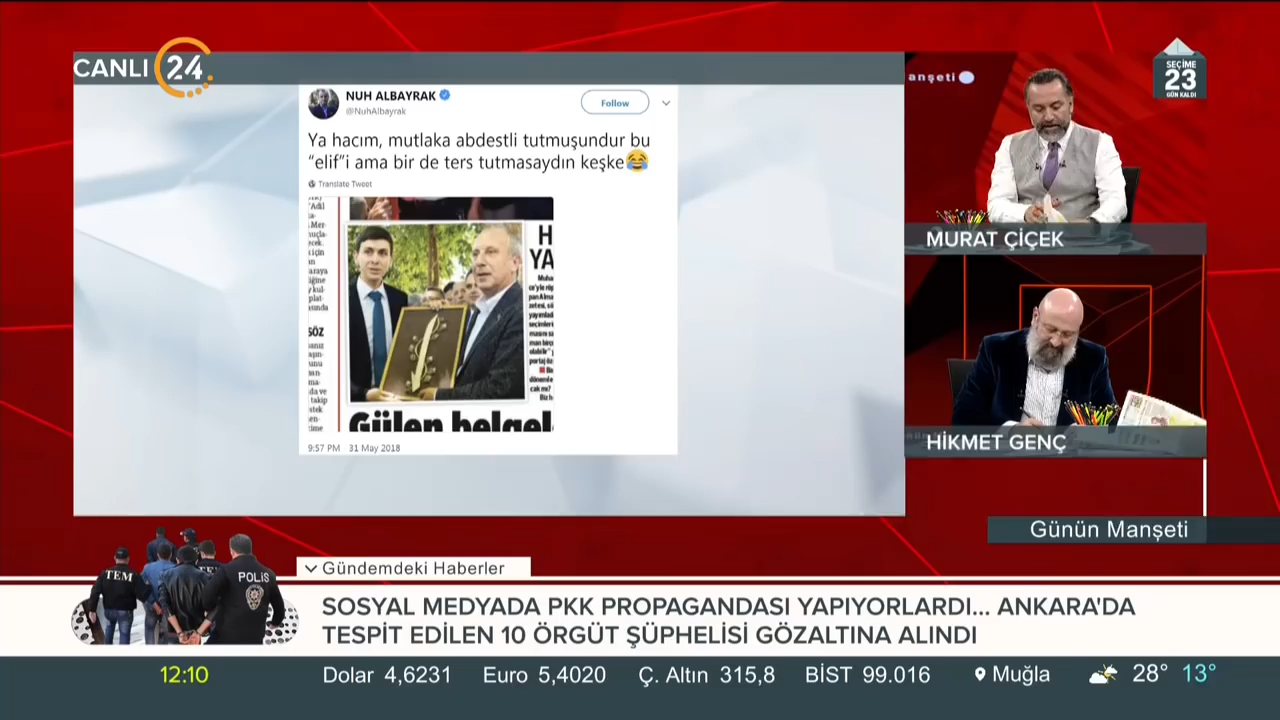 CANLI 24
NUH ALBAYRAK
@NuhAlbayrak
Follow
Ya hacım, mutlaka abdestli tutmuşundur bu
“elif”i ama bir de ters tutmasaydın keşke😂
Translate Tweet
"Adil
SÖZ
H
YA
Gülen belgel
9:57 PM 31 May 2018
anşeti
SEÇİME
23
GÜN KALDI
MURAT ÇİÇEK
HİKMET GENÇ
Günün Manşeti
TEM
POLİS
Gündemdeki Haberler
SOSYAL MEDYADA PKK PROPAGANDASI YAPIYORLARDI... ANKARA'DA
TESPİT EDİLEN 10 ÖRGÜT ŞÜPHELİSİ GÖZALTINA ALINDI
12:10 Dolar 4,6231 Euro 5,4020 Ç. Altın 315,8 BİST 99.016 Muğla 28° 13°